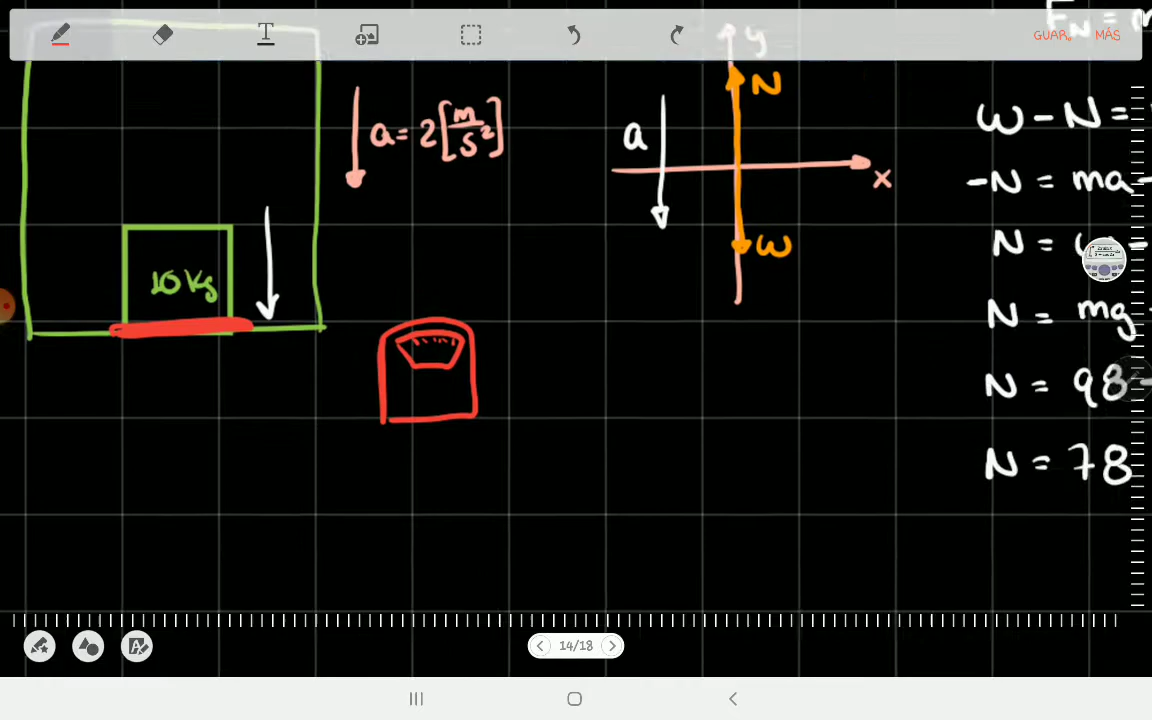 GUAR. MÁS
y
N
a = 2 [m/s²]
a
x
W
10 Kg
W - N =
-N = ma -
N =
N = mg
N = 98 -
N = 78
14/18